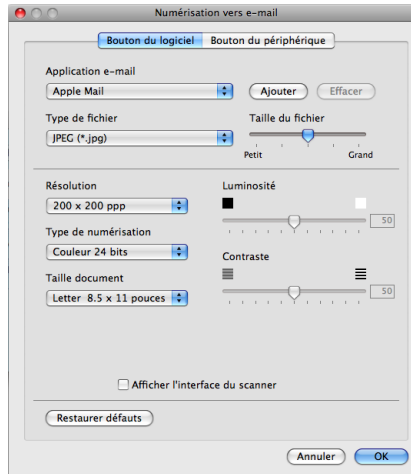 Numérisation vers e-mail
Bouton du logiciel Bouton du périphérique
Application e-mail
Apple Mail Ajouter Effacer
Type de fichier Taille du fichier
JPEG (*.jpg)
Petit Grand
Résolution Luminosité
200 x 200 ppp
50
Type de numérisation
Couleur 24 bits
Contraste
Taille document
Letter 8.5 x 11 pouces 50
Afficher l'interface du scanner
Restaurer défauts
Annuler OK